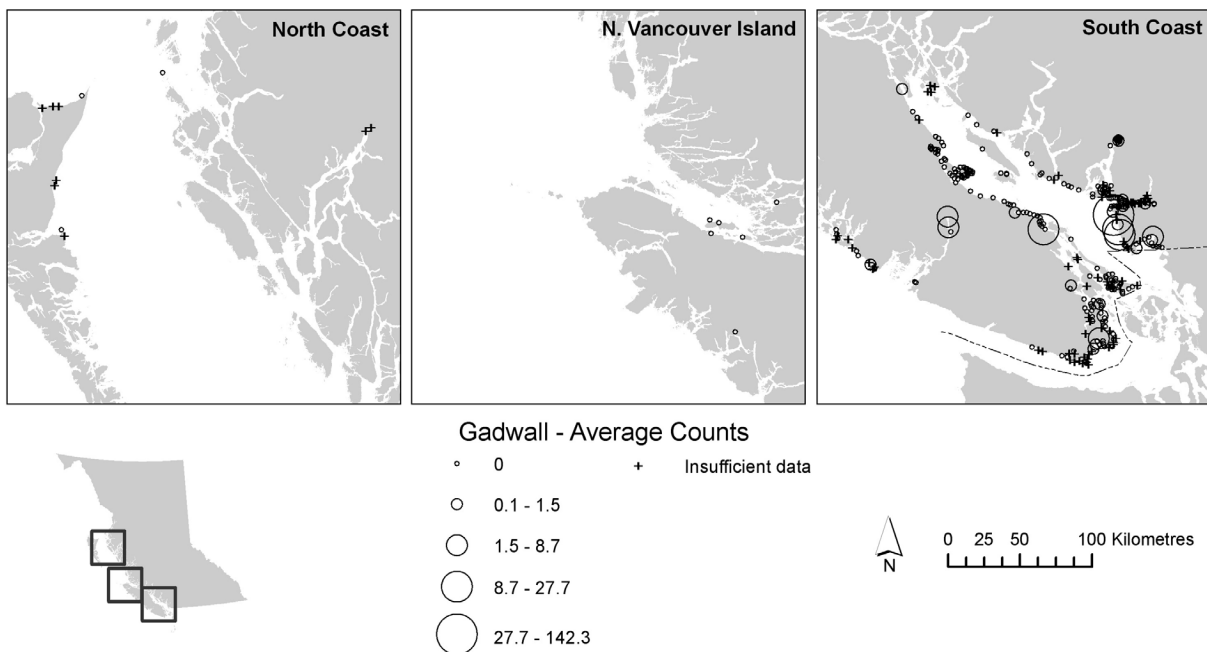 North Coast
N. Vancouver Island
South Coast
Gadwall - Average Counts
0
Insufficient data
0.1 - 1.5
1.5 - 8.7
8.7 - 27.7
27.7 - 142.3
N
0 25 50 100 Kilometres